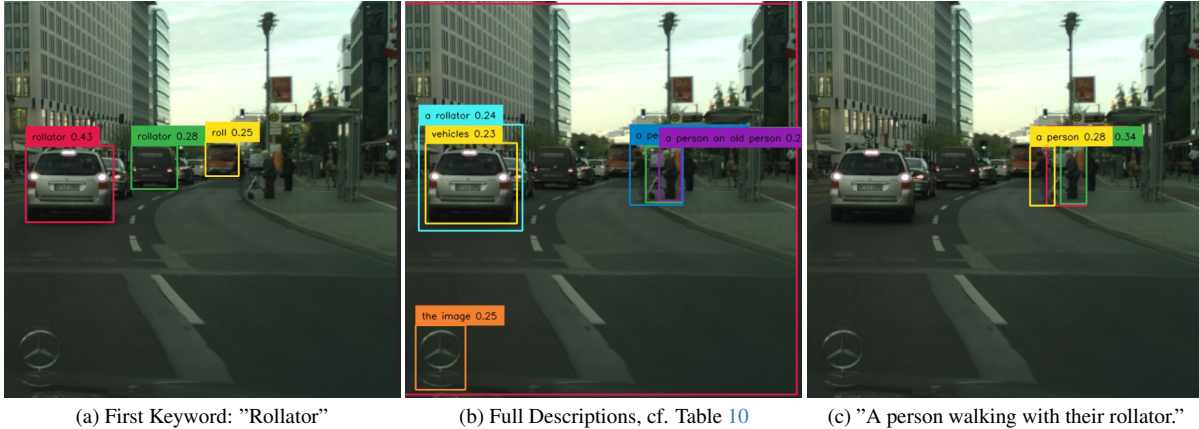 rollator 0.43
rollator 0.28
roll 0.25
a rollator 0.24
vehicles 0.23
a pe
a person an old person 0.2
the image 0.25
a person 0.28
0.34
(a) First Keyword: ”Rollator”
(b) Full Descriptions, cf. Table 10
(c) ”A person walking with their rollator.”